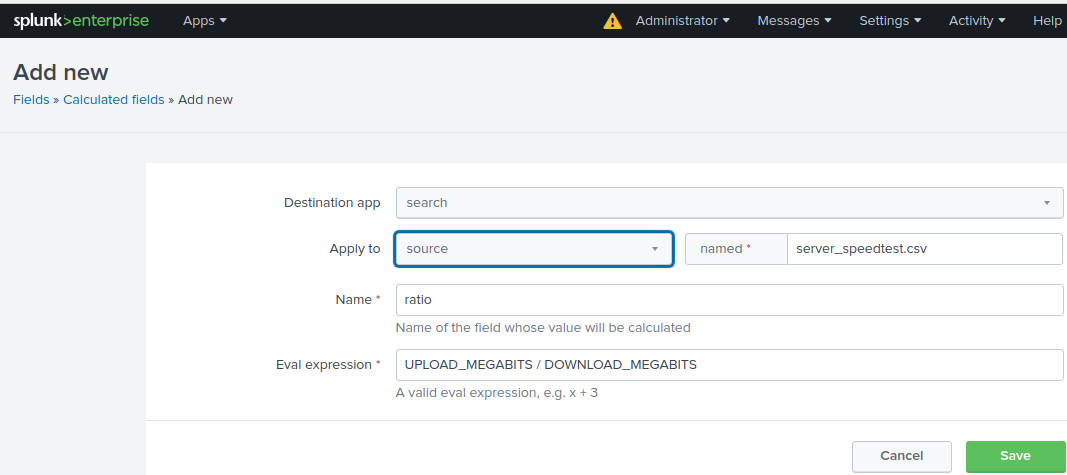 splunk>enterprise Apps Administrator Messages Settings Activity Help
Add new
Fields » Calculated fields » Add new
Destination app search
Apply to source named * server_speedtest.csv
Name * ratio
Name of the field whose value will be calculated
Eval expression * UPLOAD_MEGABITS / DOWNLOAD_MEGABITS
A valid eval expression, e.g. x + 3
Cancel Save